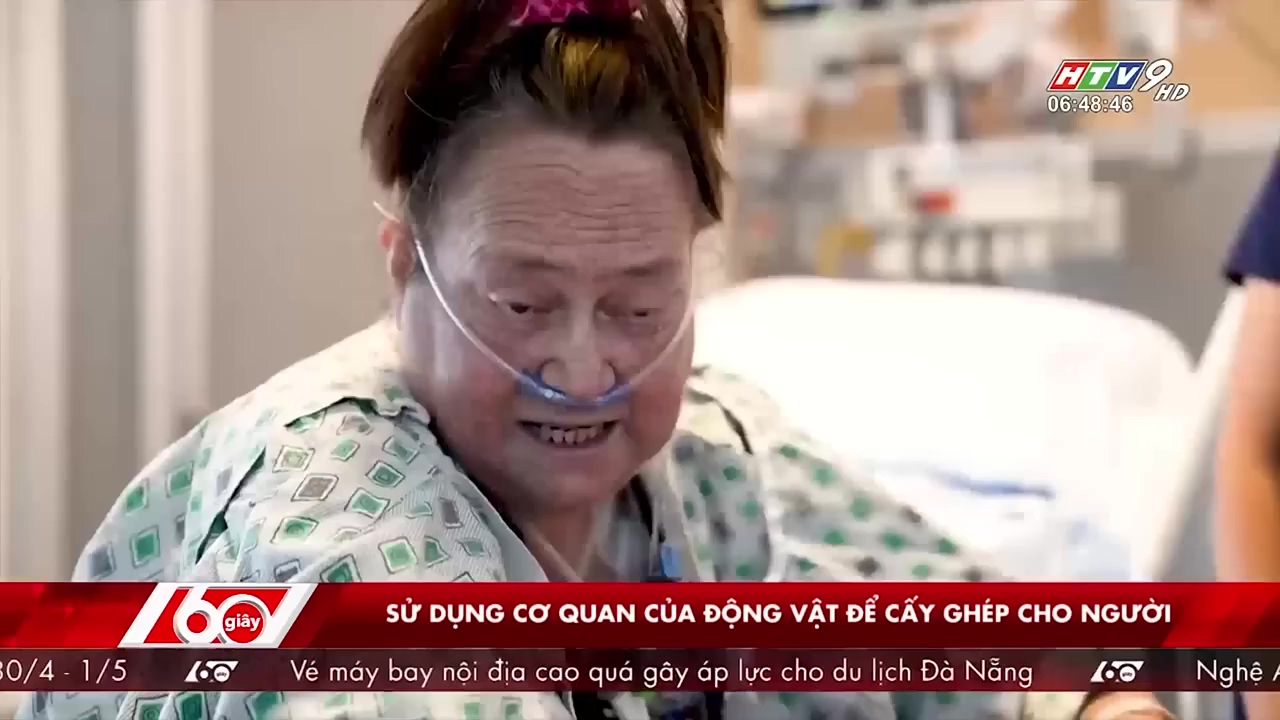 HTV9 HD
06:48:46
60 giây
SỬ DỤNG CƠ QUAN CỦA ĐỘNG VẬT ĐỂ CẤY GHÉP CHO NGƯỜI
30/4 - 1/5 60 giây Vé máy bay nội địa cao quá gây áp lực cho du lịch Đà Nẵng 60 giây Nghệ